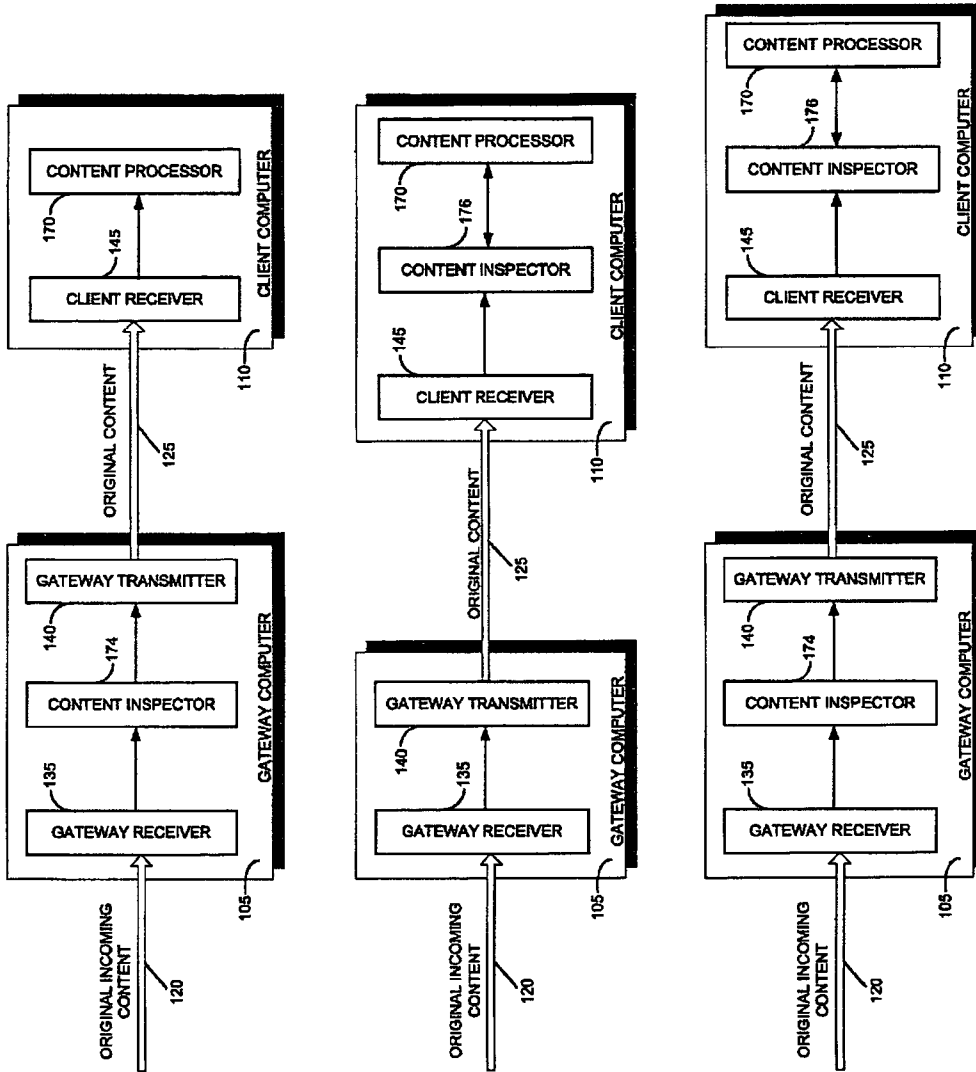 ORIGINAL INCOMING
CONTENT
120
105
GATEWAY RECEIVER
135
CONTENT INSPECTOR
174
GATEWAY TRANSMITTER
140
GATEWAY COMPUTER
ORIGINAL CONTENT
125
110
CLIENT RECEIVER
145
CONTENT PROCESSOR
170
CLIENT COMPUTER
ORIGINAL INCOMING
CONTENT
120
105
GATEWAY RECEIVER
135
GATEWAY TRANSMITTER
140
GATEWAY COMPUTER
ORIGINAL CONTENT
125
110
CLIENT RECEIVER
145
CONTENT INSPECTOR
176
CONTENT PROCESSOR
170
CLIENT COMPUTER
ORIGINAL INCOMING
CONTENT
120
105
GATEWAY RECEIVER
135
CONTENT INSPECTOR
174
GATEWAY TRANSMITTER
140
GATEWAY COMPUTER
ORIGINAL CONTENT
125
110
CLIENT RECEIVER
145
CONTENT INSPECTOR
176
CONTENT PROCESSOR
170
CLIENT COMPUTER